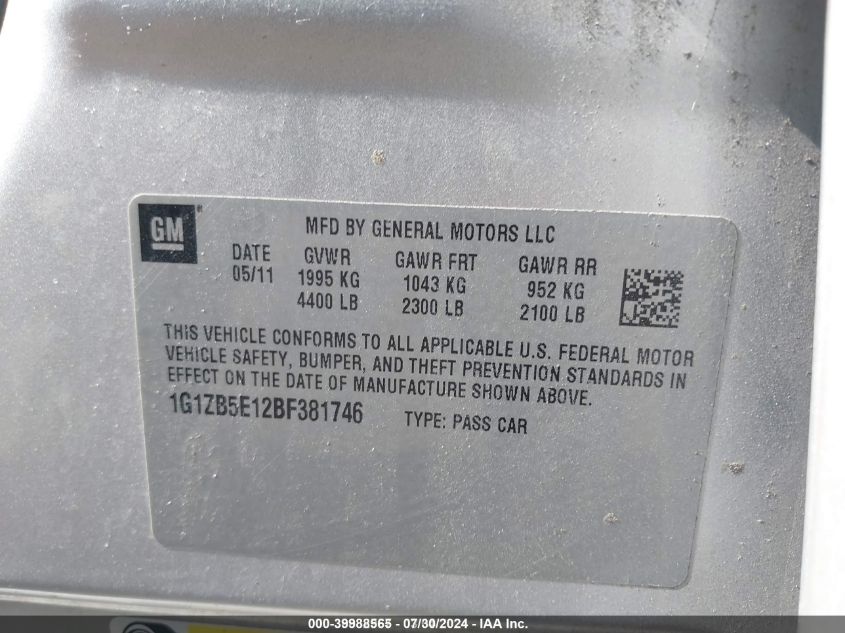 GM
MFD BY GENERAL MOTORS LLC
DATE GVWR GAWR FRT GAWR RR
05/11 1995 KG 1043 KG 952 KG
4400 LB 2300 LB 2100 LB
THIS VEHICLE CONFORMS TO ALL APPLICABLE U.S. FEDERAL MOTOR
VEHICLE SAFETY, BUMPER, AND THEFT PREVENTION STANDARDS IN
EFFECT ON THE DATE OF MANUFACTURE SHOWN ABOVE.
1G1ZB5E12BF381746 TYPE: PASS CAR
000-39988565 - 07/30/2024 - IAA Inc.